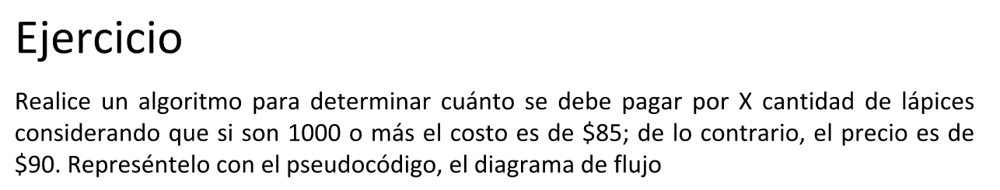 Ejercicio
Realice un algoritmo para determinar cuánto se debe pagar por X cantidad de lápices
considerando que si son 1000 o más el costo es de $85; de lo contrario, el precio es de
$90. Represéntelo con el pseudocódigo, el diagrama de flujo